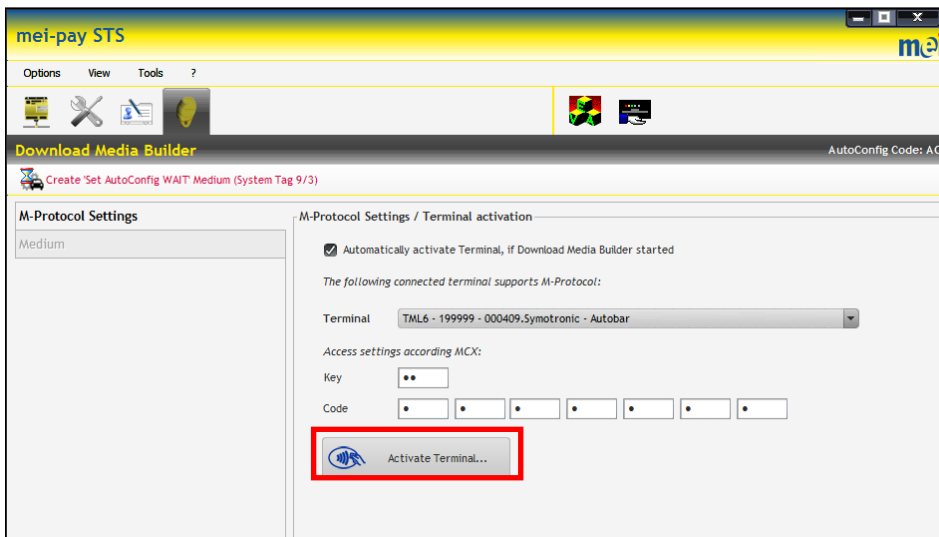 mei-pay STS
mei
Options View Tools ?
Download Media Builder
AutoConfig Code: AC
Create 'Set AutoConfig WAIT' Medium (System Tag 9/3)
M-Protocol Settings
Medium
M-Protocol Settings / Terminal activation
Automatically activate Terminal, if Download Media Builder started
The following connected terminal supports M-Protocol:
Terminal TML6 - 199999 - 000409.Symotronic - Autobar
Access settings according MCX:
Key ••
Code • • • • • • •
Activate Terminal...